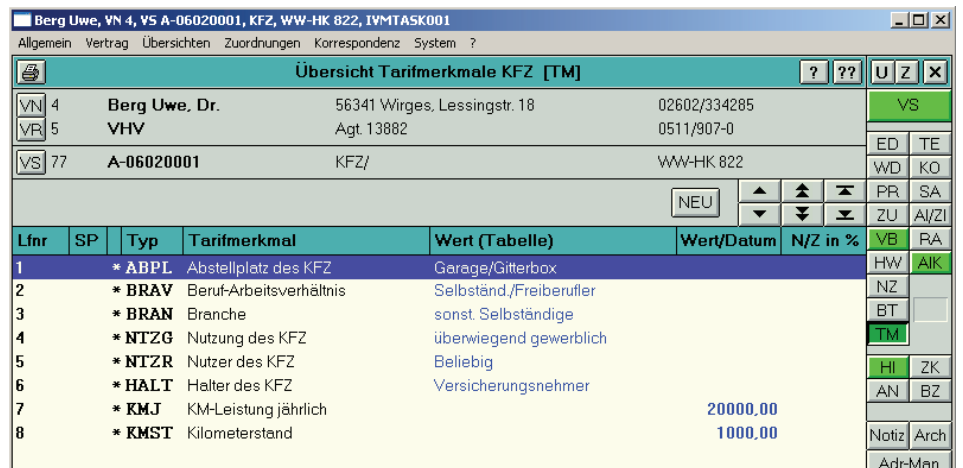 Berg Uwe, VN 4, VS A-06020001, KFZ, WW-HK 822, IVMTASK001
Allgemein Vertrag Übersichten Zuordnungen Korrespondenz System ?
Übersicht Tarifmerkmale KFZ [TM] ? ?? U Z X
VN 4 Berg Uwe, Dr. 56341 Wirges, Lessingstr. 18 02602/334285 VS
VR 5 VHV Agt. 13882 0511/907-0
ED TE
VS 77 A-06020001 KFZ/ WW-HK 822
WD KO
NEU PR SA
ZU AI/ZI
Lfnr SP Typ Tarifmerkmal Wert (Tabelle) Wert/Datum N/Z in % VB RA
1 * ABPL Abstellplatz des KFZ Garage/Gitterbox HW AIK
2 * BRAV Beruf-Arbeitsverhältnis Selbständ./Freiberufler NZ
3 * BRAN Branche sonst. Selbständige BT
4 * NTZG Nutzung des KFZ überwiegend gewerblich TM
5 * NTZR Nutzer des KFZ Beliebig HI ZK
6 * HALT Halter des KFZ Versicherungsnehmer AN BZ
7 * KMJ KM-Leistung jährlich 20000,00
8 * KMST Kilometerstand 1000,00 Notiz Arch
Adr-Man